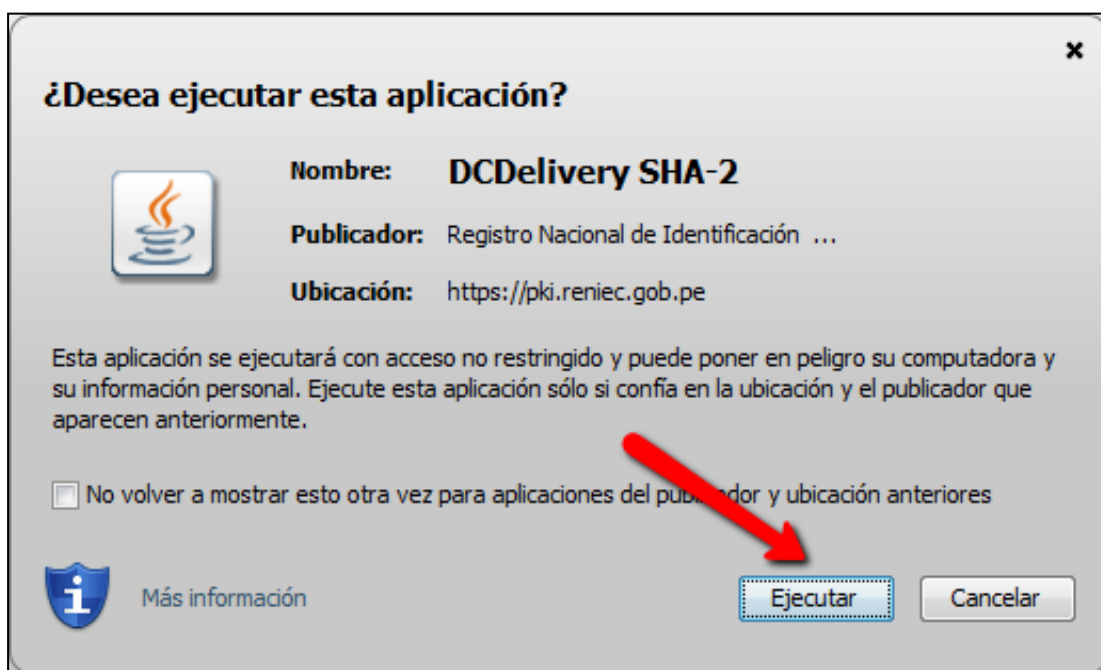 ¿Desea ejecutar esta aplicación?
Nombre: DCDelivery SHA-2
Publicador: Registro Nacional de Identificación ...
Ubicación: https://pki.reniec.gob.pe
Esta aplicación se ejecutará con acceso no restringido y puede poner en peligro su computadora y
su información personal. Ejecute esta aplicación sólo si confía en la ubicación y el publicador que
aparecen anteriormente.
No volver a mostrar esto otra vez para aplicaciones del publicador y ubicación anteriores
Más información
Ejecutar
Cancelar